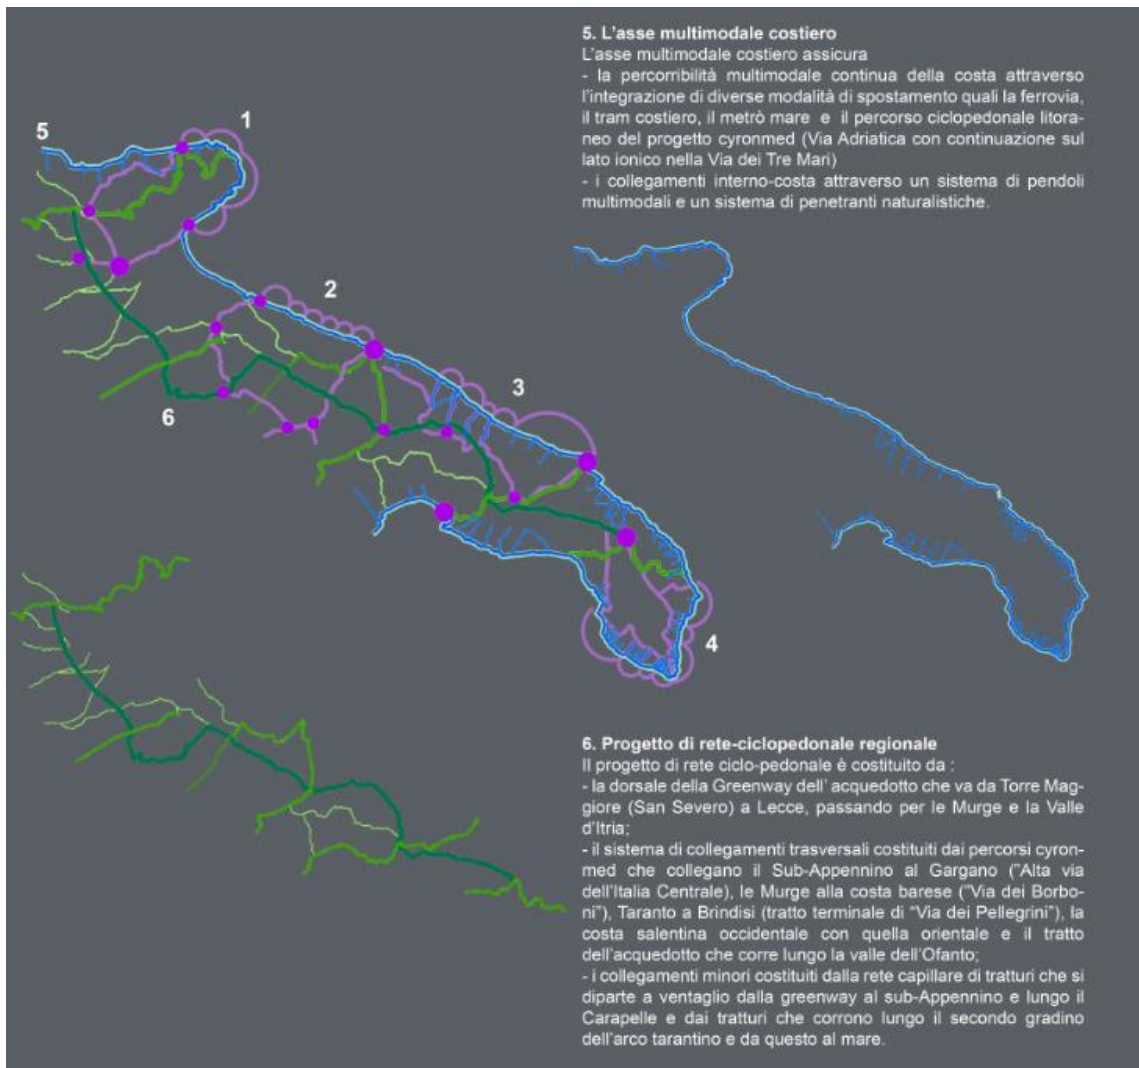 5. L'asse multimodale costiero
L'asse multimodale costiero assicura
- la percorribilità multimodale continua della costa attraverso
l'integrazione di diverse modalità di spostamento quali la ferrovia,
il tram costiero, il metrò mare e il percorso ciclopedonale litora-
neo del progetto cyronmed (Via Adriatica con continuazione sul
lato ionico nella Via dei Tre Mari)
- i collegamenti interno-costa attraverso un sistema di pendoli
multimodali e un sistema di penetranti naturalistiche.
1
5
2
3
6
4
6. Progetto di rete-ciclopedonale regionale
Il progetto di rete ciclo-pedonale è costituito da :
- la dorsale della Greenway dell' acquedotto che va da Torre Mag-
giore (San Severo) a Lecce, passando per le Murge e la Valle
d'Itria;
- il sistema di collegamenti trasversali costituiti dai percorsi cyron-
med che collegano il Sub-Appennino al Gargano ("Alta via
dell'Italia Centrale), le Murge alla costa barese ("Via dei Borbo-
ni"), Taranto a Brindisi (tratto terminale di "Via dei Pellegrini"), la
costa salentina occidentale con quella orientale e il tratto
dell'acquedotto che corre lungo la valle dell'Ofanto;
- i collegamenti minori costituiti dalla rete capillare di tratturi che si
diparte a ventaglio dalla greenway al sub-Appennino e lungo il
Carapelle e dai tratturi che corrono lungo il secondo gradino
dell'arco tarantino e da questo al mare.